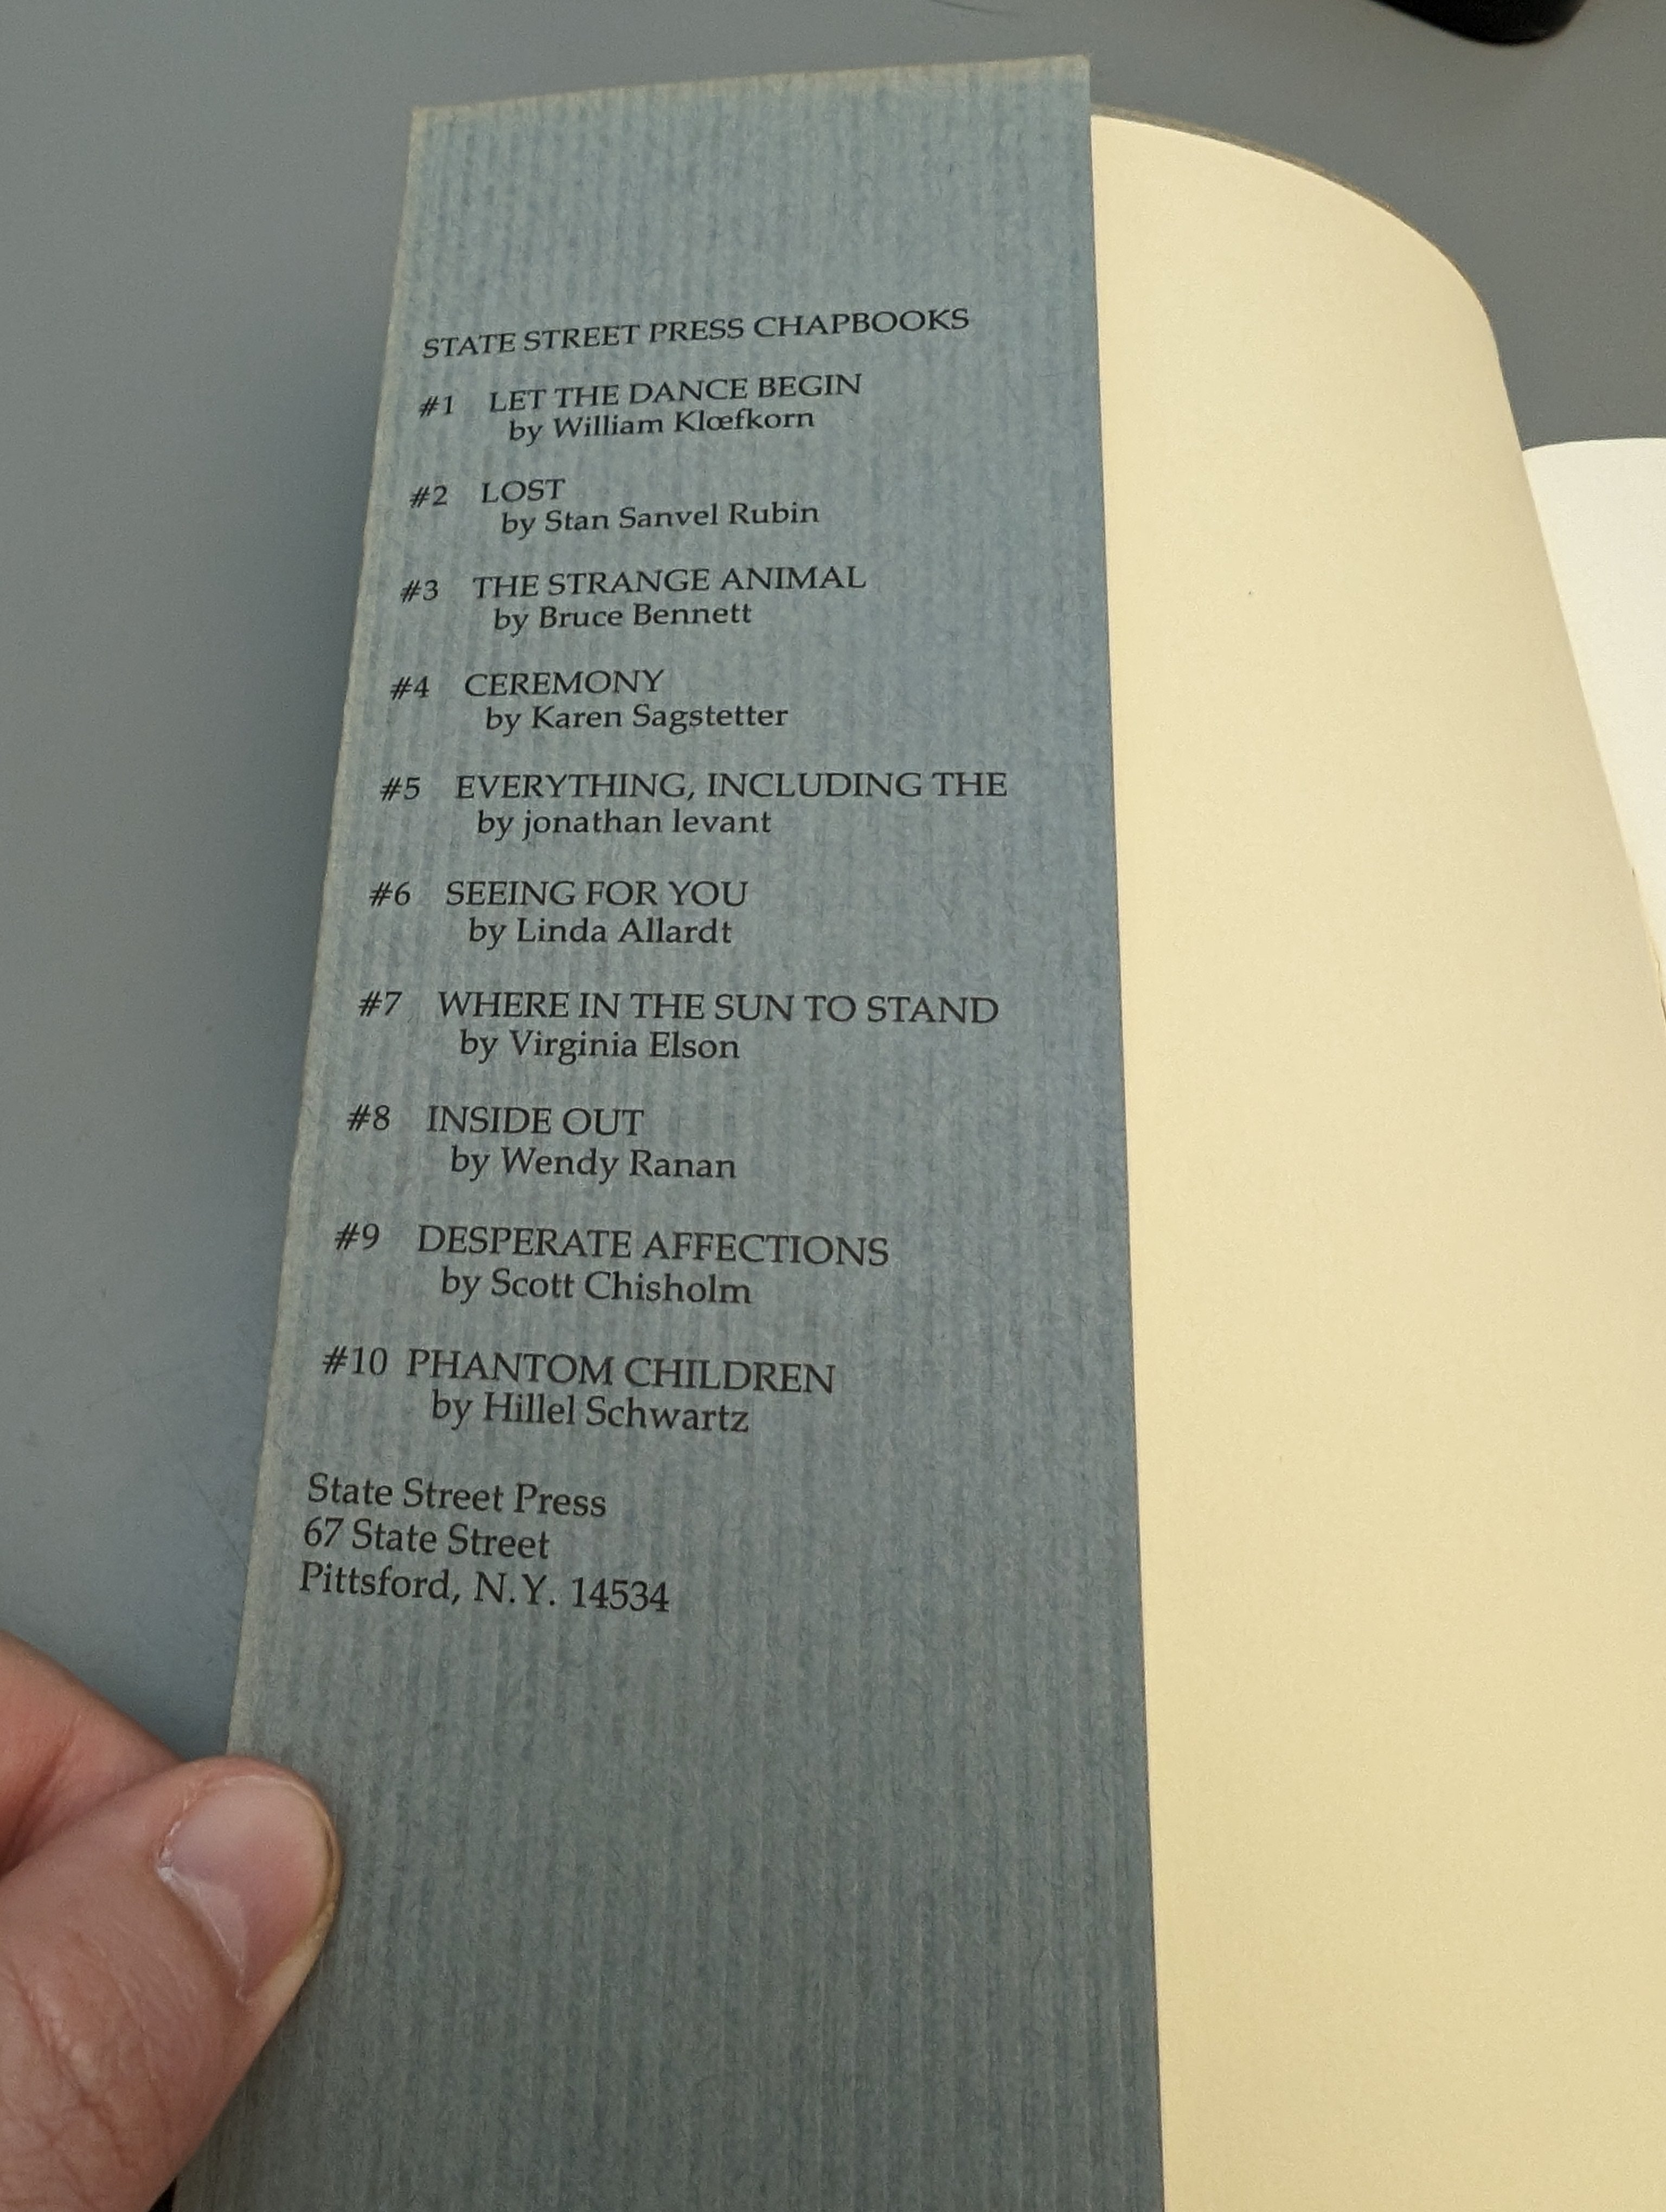 STATE STREET PRESS CHAPBOOKS
#1 LET THE DANCE BEGIN
by William Klœfkorn
#2 LOST
by Stan Sanvel Rubin
#3 THE STRANGE ANIMAL
by Bruce Bennett
#4 CEREMONY
by Karen Sagstetter
#5 EVERYTHING, INCLUDING THE
by jonathan levant
#6 SEEING FOR YOU
by Linda Allardt
#7 WHERE IN THE SUN TO STAND
by Virginia Elson
#8 INSIDE OUT
by Wendy Ranan
#9 DESPERATE AFFECTIONS
by Scott Chisholm
#10 PHANTOM CHILDREN
by Hillel Schwartz
State Street Press
67 State Street
Pittsford, N.Y. 14534